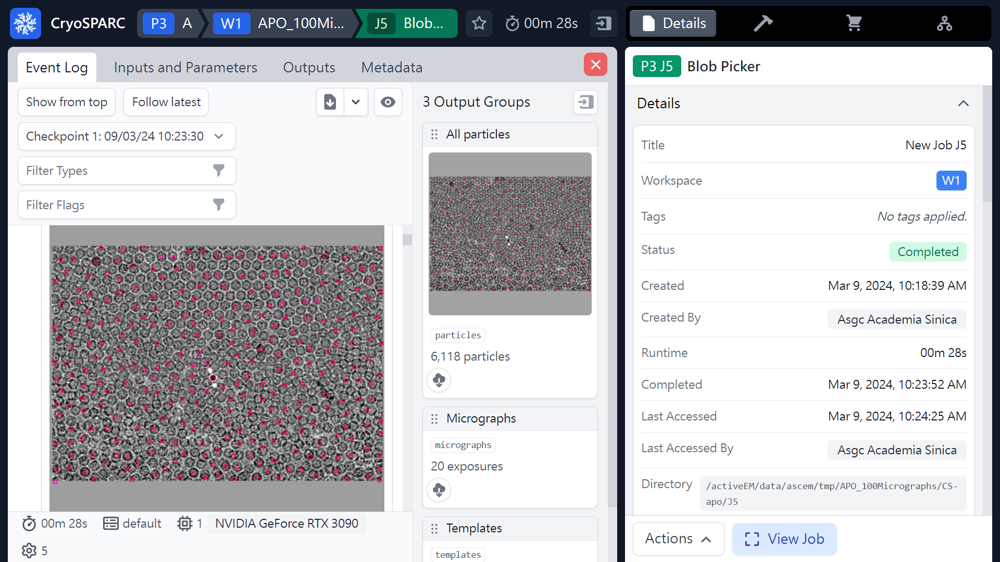 CryoSPARC P3 A W1 APO_100Mi... J5 Blob... 00m 28s Details
Event Log Inputs and Parameters Outputs Metadata
Show from top Follow latest
Checkpoint 1: 09/03/24 10:23:30
Filter Types
Filter Flags
00m 28s default 1 NVIDIA GeForce RTX 3090
5
3 Output Groups
All particles
particles
6,118 particles
Micrographs
micrographs
20 exposures
Templates
templates
P3 J5 Blob Picker
Details
Title New Job J5
Workspace W1
Tags No tags applied.
Status Completed
Created Mar 9, 2024, 10:18:39 AM
Created By Asgc Academia Sinica
Runtime 00m 28s
Completed Mar 9, 2024, 10:23:52 AM
Last Accessed Mar 9, 2024, 10:24:25 AM
Last Accessed By Asgc Academia Sinica
Directory /activeEM/data/ascem/tmp/APO_100Micrographs/CS-
apo/J5
Actions View Job